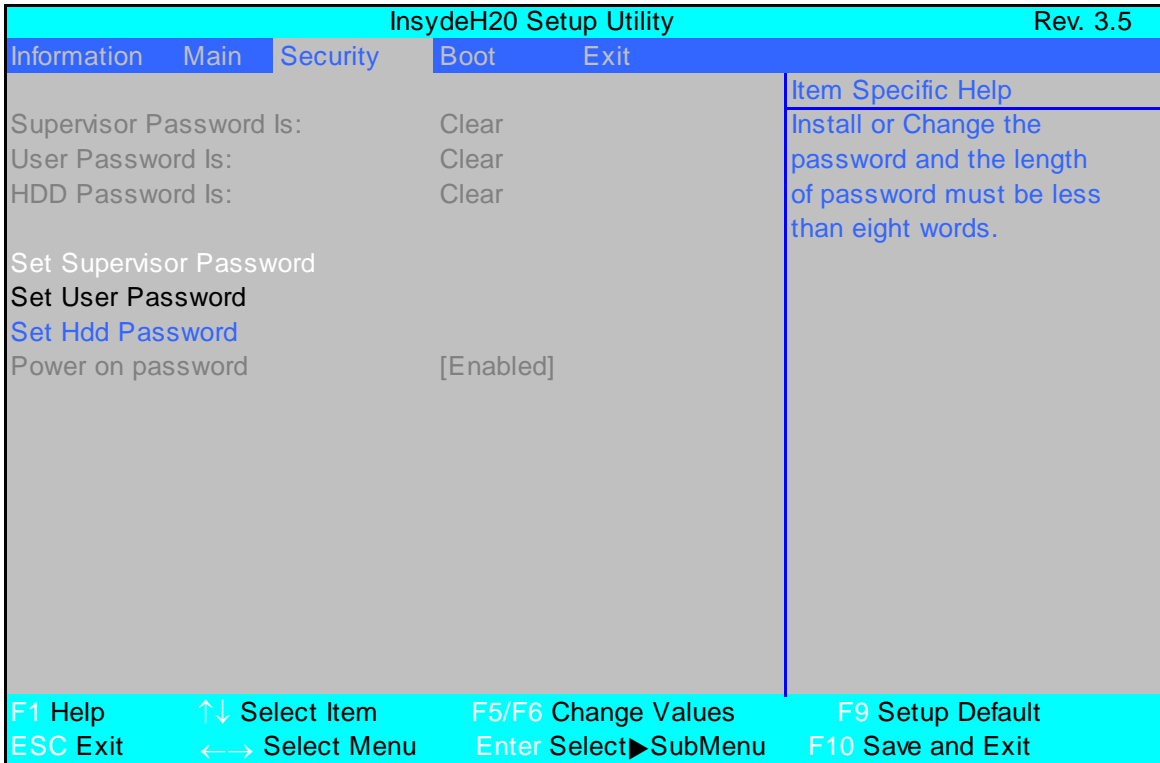 InsydeH20 Setup Utility Rev. 3.5
Information Main Security Boot Exit
Item Specific Help
Supervisor Password Is: Clear
User Password Is: Clear
HDD Password Is: Clear
Install or Change the
password and the length
of password must be less
than eight words.
Set Supervisor Password
Set User Password
Set Hdd Password
Power on password [Enabled]
F1 Help ↑↓ Select Item F5/F6 Change Values F9 Setup Default
ESC Exit ←→ Select Menu Enter Select▶SubMenu F10 Save and Exit